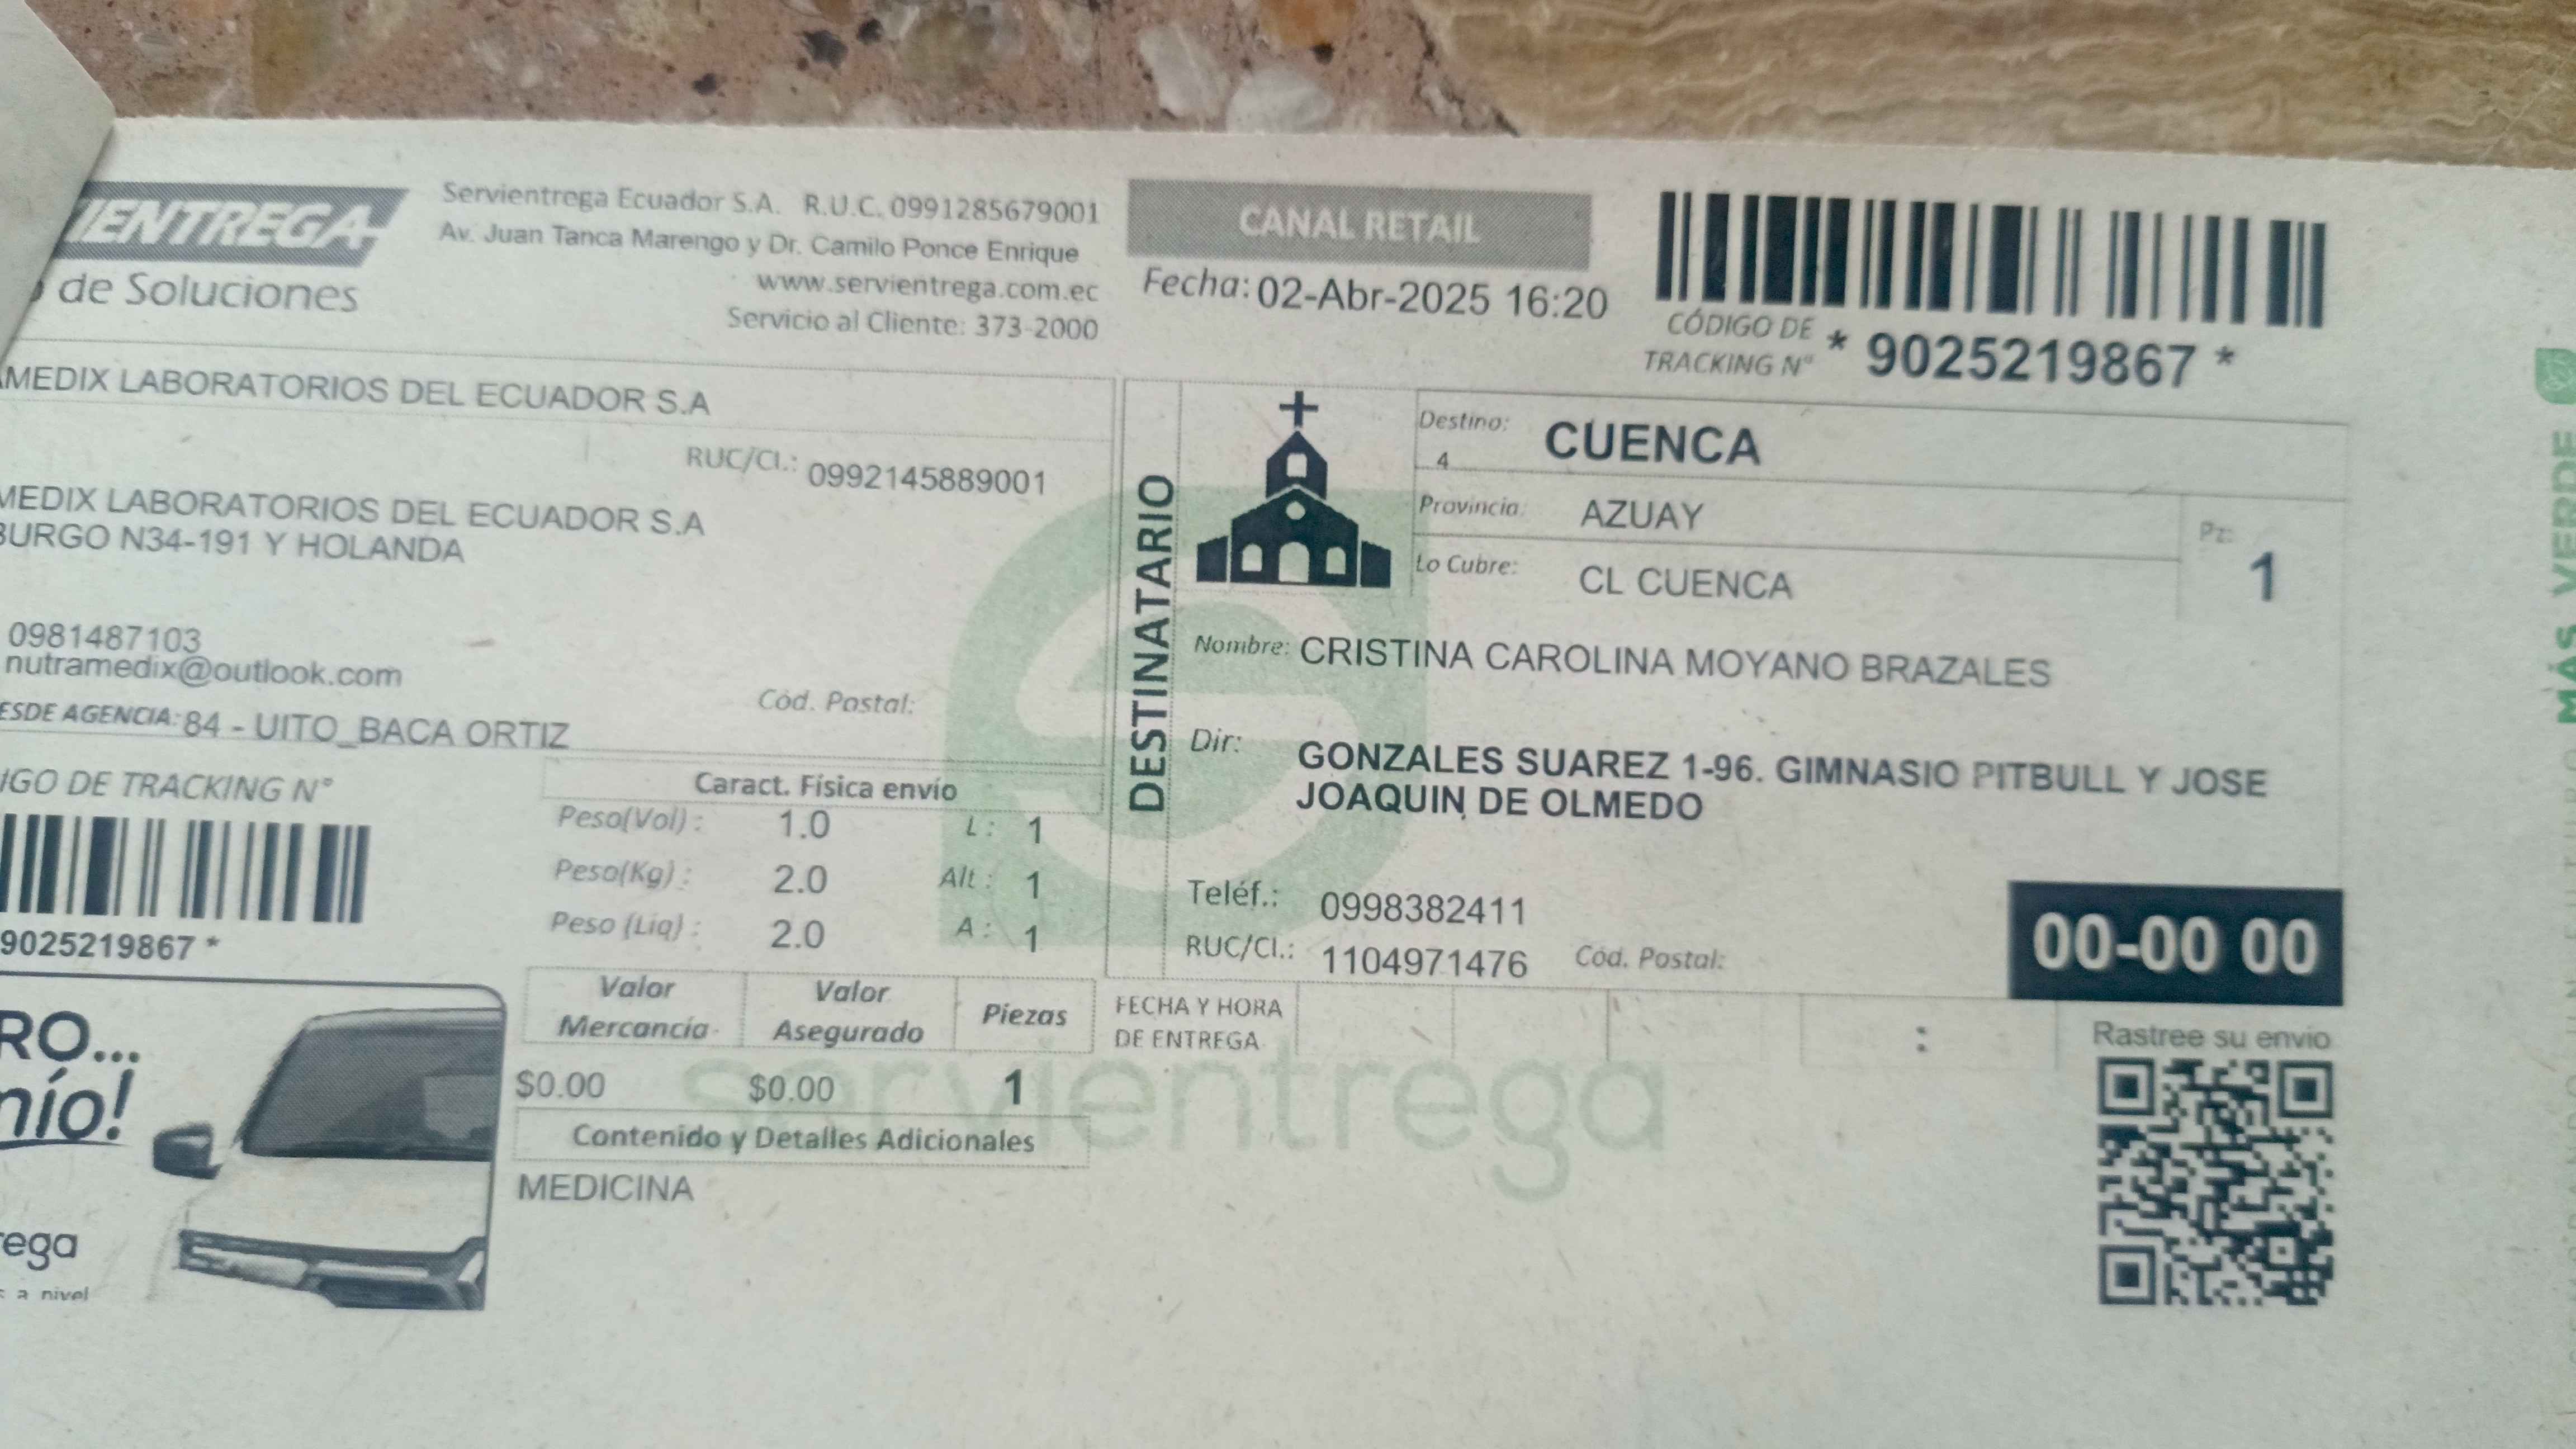 IENTREGA
de Soluciones
Servientrega Ecuador S.A. R.U.C. 0991285679001
Av. Juan Tanca Marengo y Dr. Camilo Ponce Enrique
www.servientrega.com.ec
Servicio al Cliente: 373-2000
CANAL RETAIL
Fecha: 02-Abr-2025 16:20
CÓDIGO DE
TRACKING N° * 9025219867 *
AMEDIX LABORATORIOS DEL ECUADOR S.A
RUC/CI.: 0992145889001
MEDIX LABORATORIOS DEL ECUADOR S.A
BURGO N34-191 Y HOLANDA
0981487103
nutramedix@outlook.com
Cód. Postal:
ESDE AGENCIA: 84 - UITO_BACA ORTIZ
IGO DE TRACKING N°
9025219867 *
Caract. Física envío
Peso(Vol) : 1.0 L : 1
Peso(Kg) : 2.0 Alt : 1
Peso (Liq) : 2.0 A : 1
Valor Mercancía Valor Asegurado Piezas
$0.00 $0.00 1
Contenido y Detalles Adicionales
MEDICINA
RO...
nío!
rega
s a nivel
DESTINATARIO
Destino: CUENCA
4
Provincia: AZUAY
Pz: 1
Lo Cubre: CL CUENCA
Nombre: CRISTINA CAROLINA MOYANO BRAZALES
Dir: GONZALES SUAREZ 1-96. GIMNASIO PITBULL Y JOSE
JOAQUIN DE OLMEDO
Teléf.: 0998382411
RUC/CI.: 1104971476 Cód. Postal:
00-00 00
FECHA Y HORA
DE ENTREGA
:
Rastree su envío
servientrega
MÁS VERDE